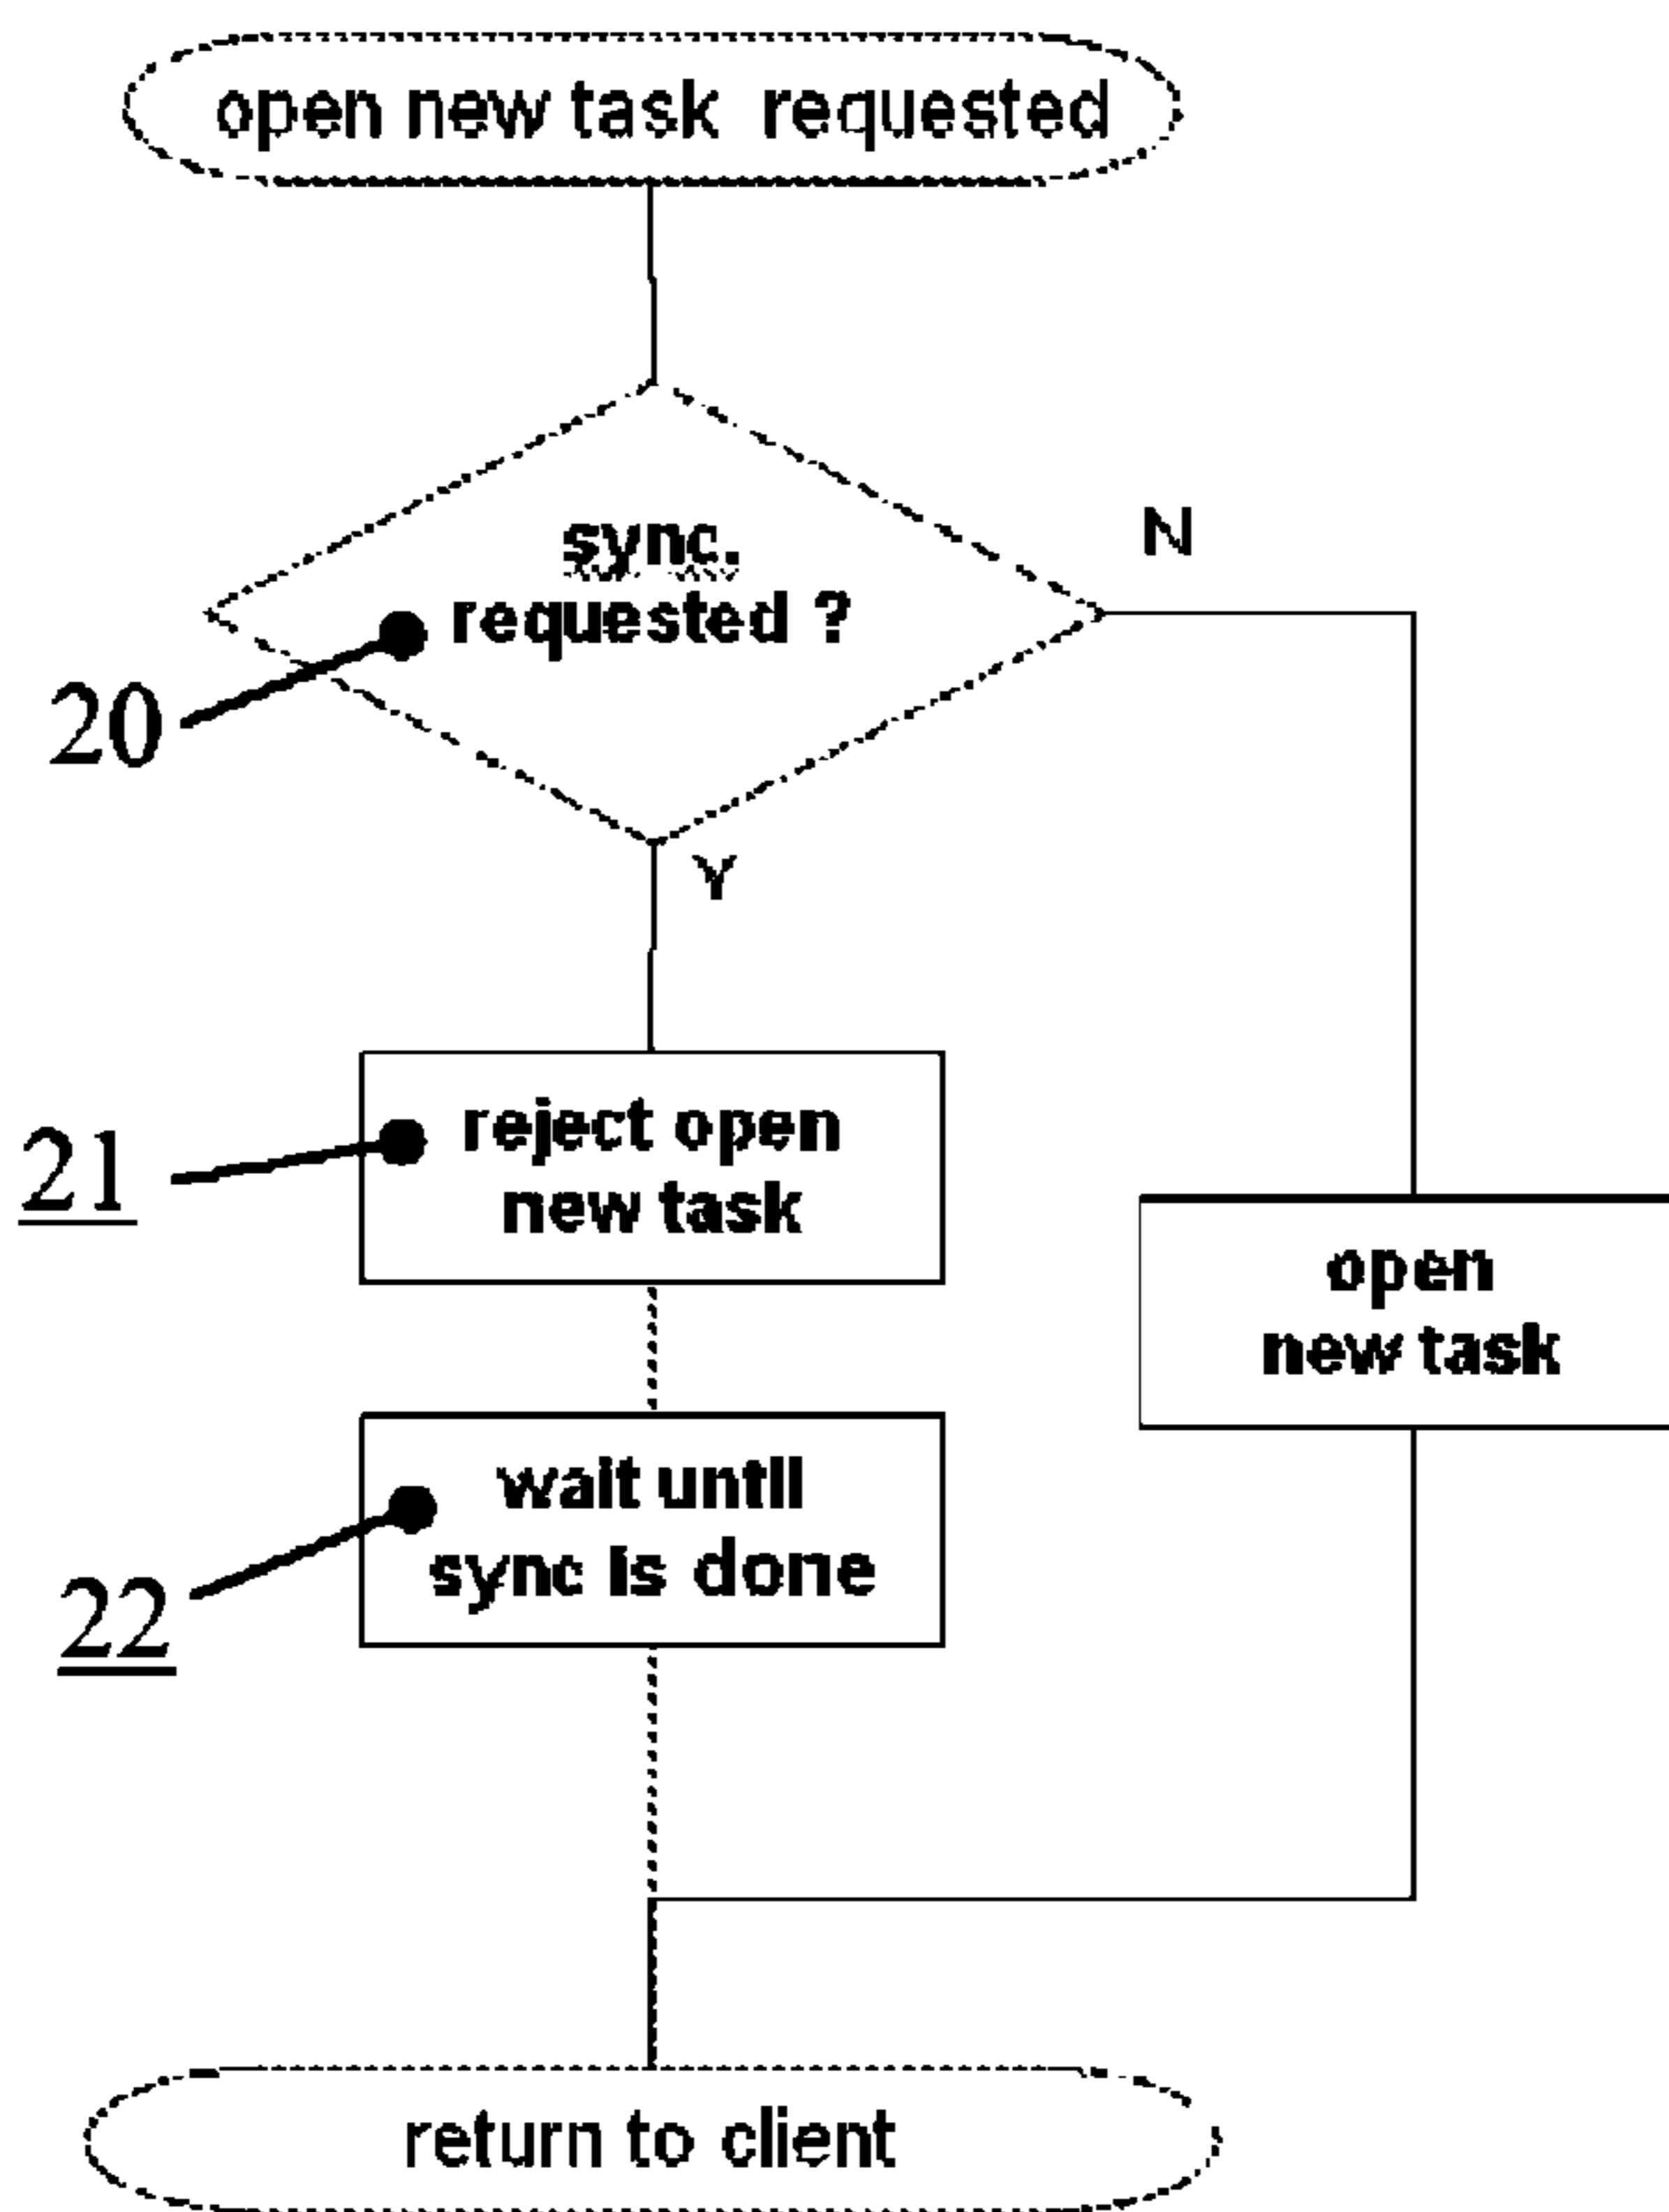 open new task requested
sync.
requested ?
N
20
Y
reject open
new task
21
open
new task
wait until
sync is done
22
return to client